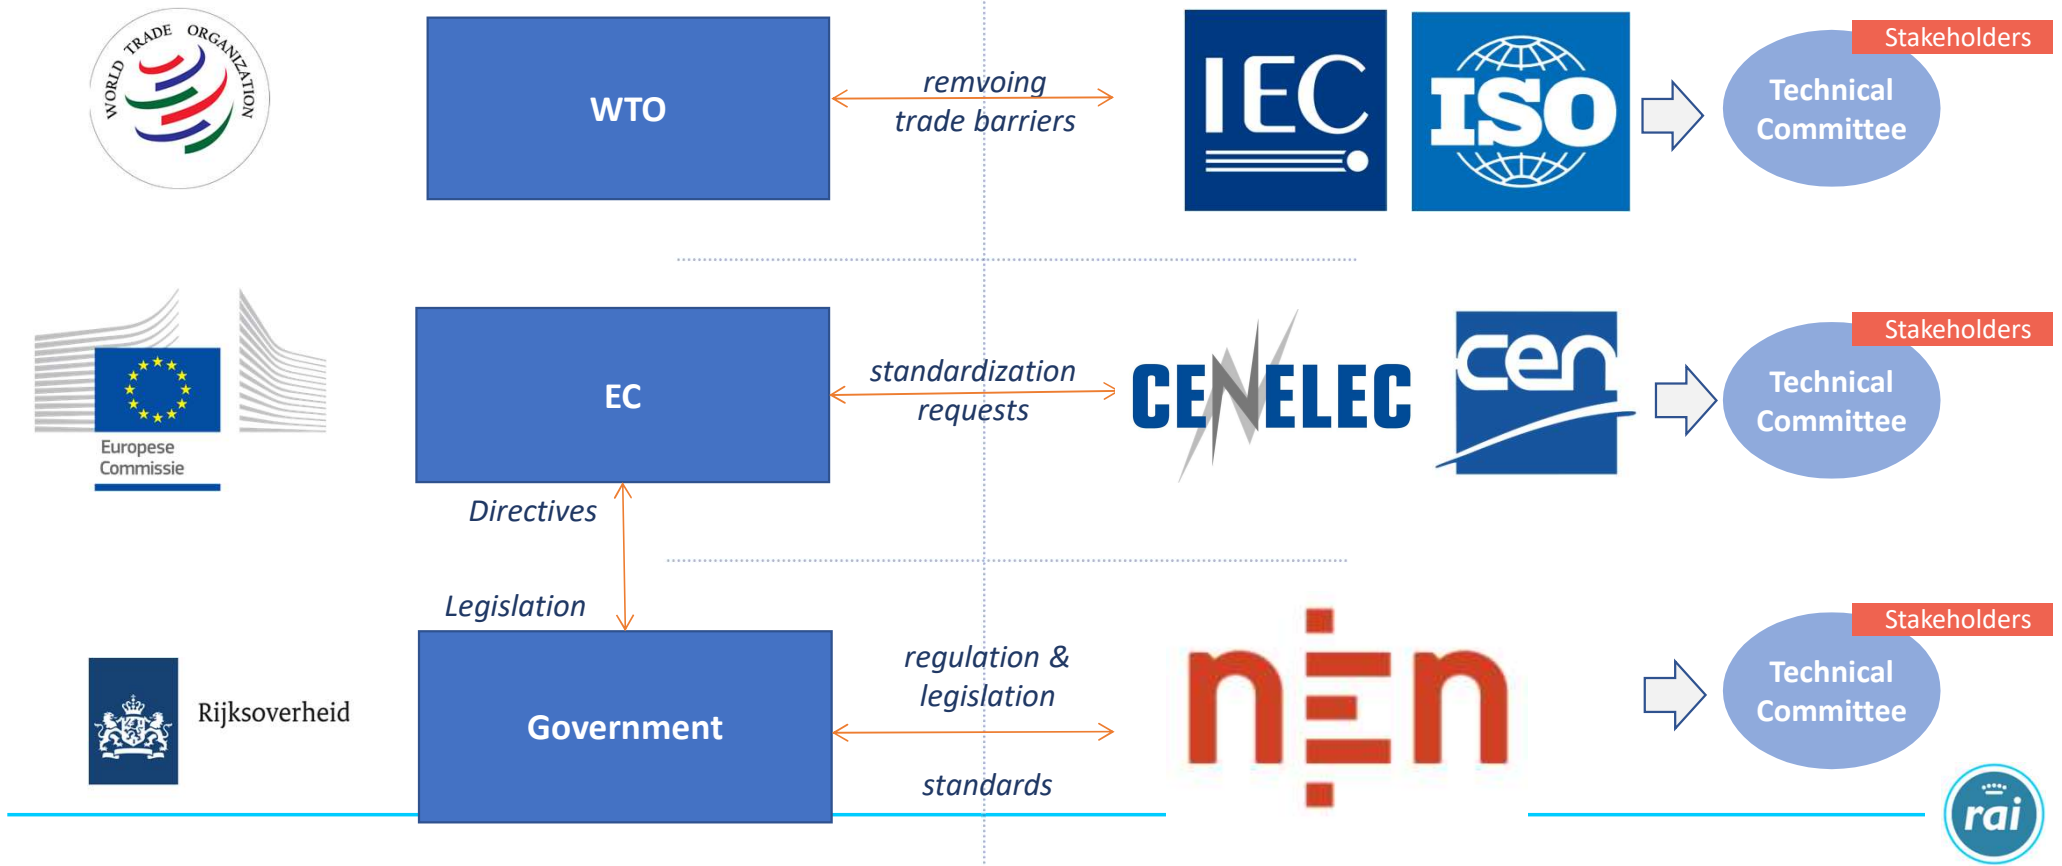 WORLD TRADE ORGANIZATION
WTO
remvoing
trade barriers
IEC
ISO
Stakeholders
Technical
Committee
Europese
Commissie
EC
standardization
requests
CENELEC
cen
Stakeholders
Technical
Committee
Directives
Legislation
Rijksoverheid
Government
regulation &
legislation
standards
nEn
Stakeholders
Technical
Committee
rai